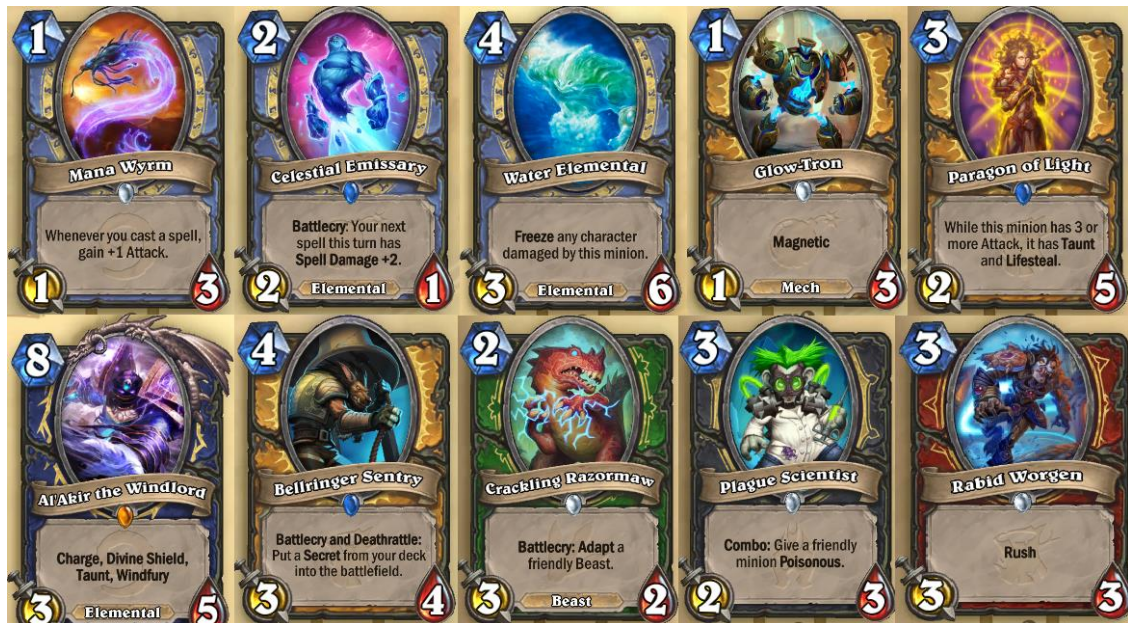 1
Mana Wyrm
Whenever you cast a spell,
gain +1 Attack.
1
3
2
Celestial Emissary
Battlecry: Your next
spell this turn has
Spell Damage +2.
2
Elemental
1
4
Water Elemental
Freeze any character
damaged by this minion.
3
Elemental
6
1
Glow-Tron
Magnetic
1
Mech
3
3
Paragon of Light
While this minion has 3 or
more Attack, it has Taunt
and Lifesteal.
2
5
8
Al'Akir the Windlord
Charge, Divine Shield,
Taunt, Windfury
3
Elemental
5
4
Bellringer Sentry
Battlecry and Deathrattle:
Put a Secret from your deck
into the battlefield.
3
4
2
Crackling Razormaw
Battlecry: Adapt a
friendly Beast.
3
Beast
2
3
Plague Scientist
Combo: Give a friendly
minion Poisonous.
2
3
3
Rabid Worgen
Rush
3
3